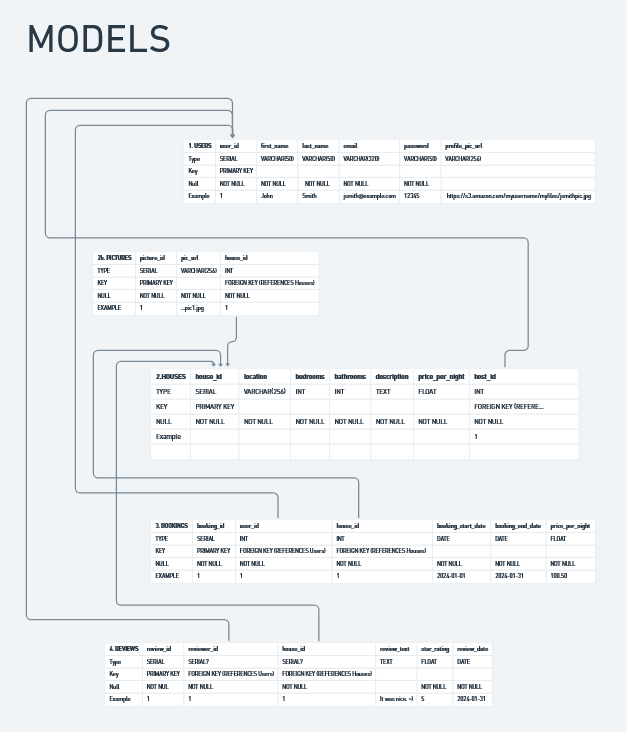 MODELS
1. USERS user_id first_name last_name email password profile_pic_url
Type SERIAL VARCHAR(50) VARCHAR(50) VARCHAR(320) VARCHAR(50) VARCHAR(256)
Key PRIMARY KEY
Null NOT NULL NOT NULL NOT NULL NOT NULL NOT NULL
Example 1 John Smith jsmith@example.com 12345 https://s3.amazon.com/myusername/myfiles/jsmithpic.jpg
2b. PICTURES picture_id pic_url house_id
TYPE SERIAL VARCHAR(256) INT
KEY PRIMARY KEY FOREIGN KEY (REFERENCES Houses)
NULL NOT NULL NOT NULL NOT NULL
EXAMPLE 1 ...pic1.jpg 1
2.HOUSES house_id location bedrooms bathrooms description price_per_night host_id
TYPE SERIAL VARCHAR(256) INT INT TEXT FLOAT INT
KEY PRIMARY KEY FOREIGN KEY (REFERE...
NULL NOT NULL NOT NULL NOT NULL NOT NULL NOT NULL NOT NULL NOT NULL
Example 1
3. BOOKINGS booking_id user_id house_id booking_start_date booking_end_date price_per_night
TYPE SERIAL INT INT DATE DATE FLOAT
KEY PRIMARY KEY FOREIGN KEY (REFERENCES Users) FOREIGN KEY (REFERENCES Houses)
NULL NOT NULL NOT NULL NOT NULL NOT NULL NOT NULL NOT NULL
EXAMPLE 1 1 1 2024-01-01 2024-01-31 100.50
4. REVIEWS review_id reviewer_id house_id review_text star_rating review_date
Type SERIAL SERIAL? SERIAL? TEXT FLOAT DATE
Key PRIMARY KEY FOREIGN KEY (REFERENCES Users) FOREIGN KEY (REFERENCES Houses)
Null NOT NUL NOT NULL NOT NULL NOT NULL NOT NULL
Example 1 1 1 It was nice. =) 5 2024-01-31